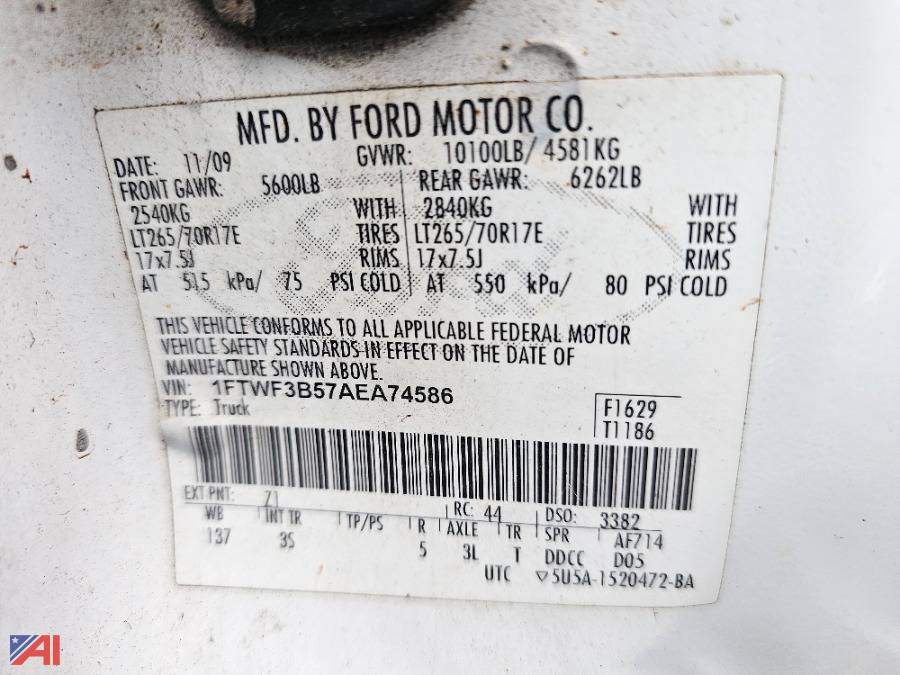 MFD. BY FORD MOTOR CO.
DATE: 11/09 GVWR: 10100LB/ 4581KG
FRONT GAWR: 5600LB REAR GAWR: 6262LB
2540KG WITH 2840KG WITH
LT265/70R17E TIRES LT265/70R17E TIRES
17x7.5J RIMS 17x7.5J RIMS
AT 515 kPa/ 75 PSI COLD AT 550 kPa/ 80 PSI COLD
THIS VEHICLE CONFORMS TO ALL APPLICABLE FEDERAL MOTOR
VEHICLE SAFETY STANDARDS IN EFFECT ON THE DATE OF
MANUFACTURE SHOWN ABOVE.
VIN: 1FTWF3B57AEA74586
TYPE: Truck
F1629
T1186
EXT PNT: Z1 RC: 44 DSO: 3382
WB INT TR TP/PS R AXLE TR SPR AF714
137 3S 5 3L T DDCC D05
UTC ▽5U5A-1520472-BA
AI